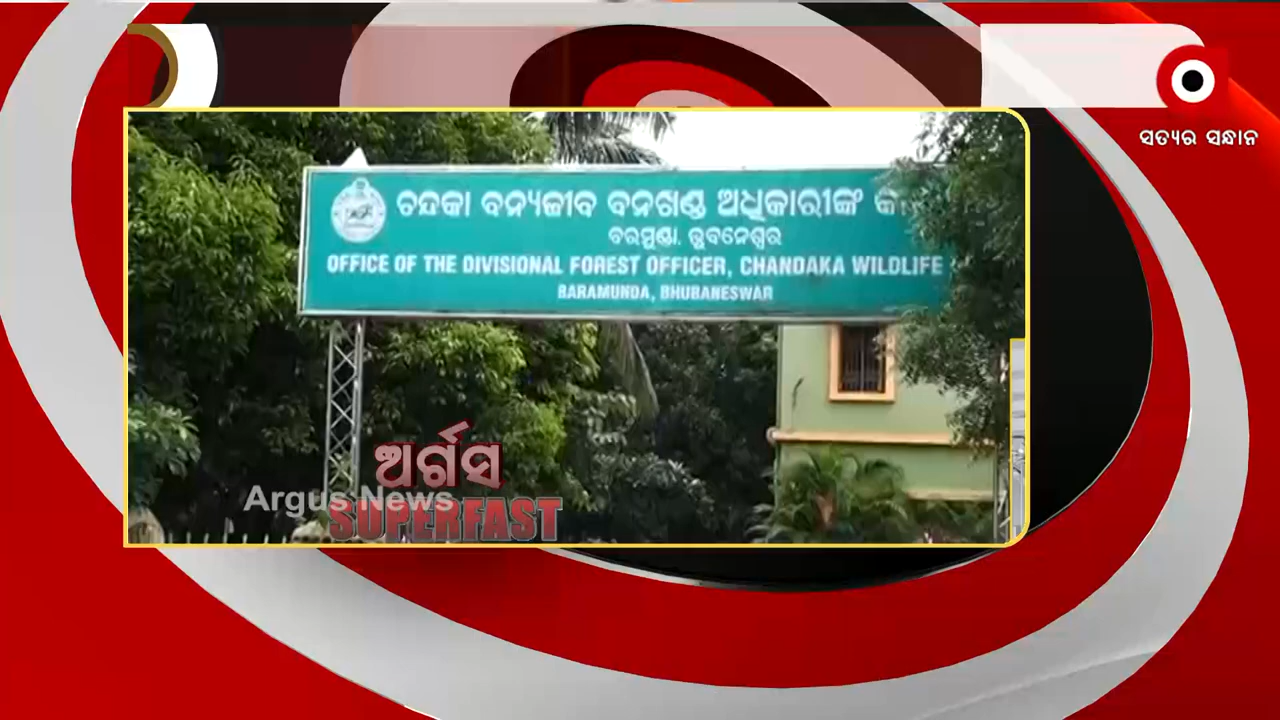 ସତ୍ୟର ସନ୍ଧାନ
ଚନ୍ଦକା ବନ୍ୟଜୀବ ବନଖଣ୍ଡ ଅଧିକାରୀଙ୍କ
ବରମୁଣ୍ଡା, ଭୁବନେଶ୍ୱର
OFFICE OF THE DIVISIONAL FOREST OFFICER, CHANDAKA WILDLIFE
BARAMUNDA, BHUBANESWAR
ଅର୍ଗସ
Argus News
SUPERFAST